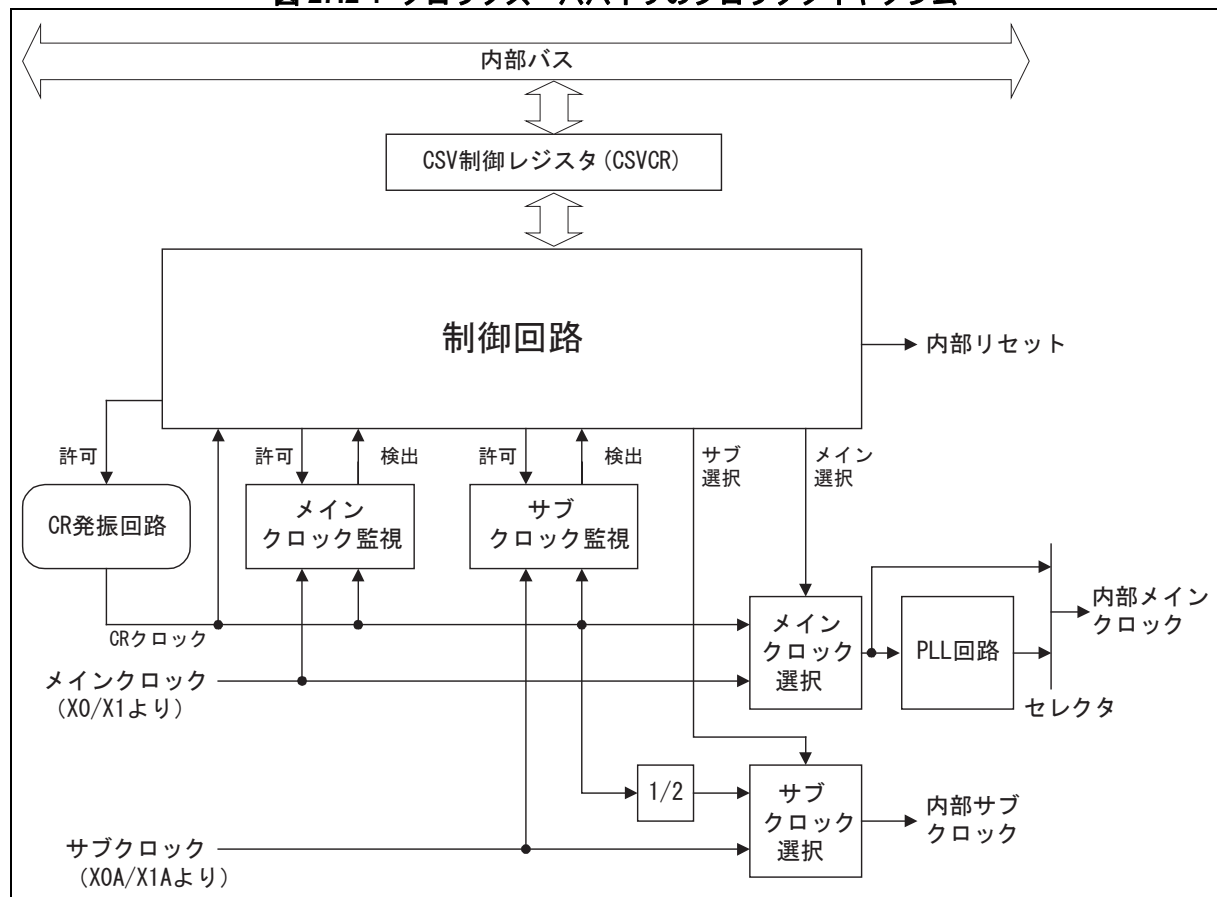 内部バス
CSV制御レジスタ(CSVCR)
制御回路
内部リセット
許可
許可
検出
許可
検出
サブ
選択
メイン
選択
CR発振回路
メイン
クロック監視
サブ
クロック監視
CRクロック
メイン
クロック
選択
PLL回路
内部メイン
クロック
メインクロック
(X0/X1より)
セレクタ
1/2
サブ
クロック
選択
内部サブ
クロック
サブクロック
(X0A/X1Aより)